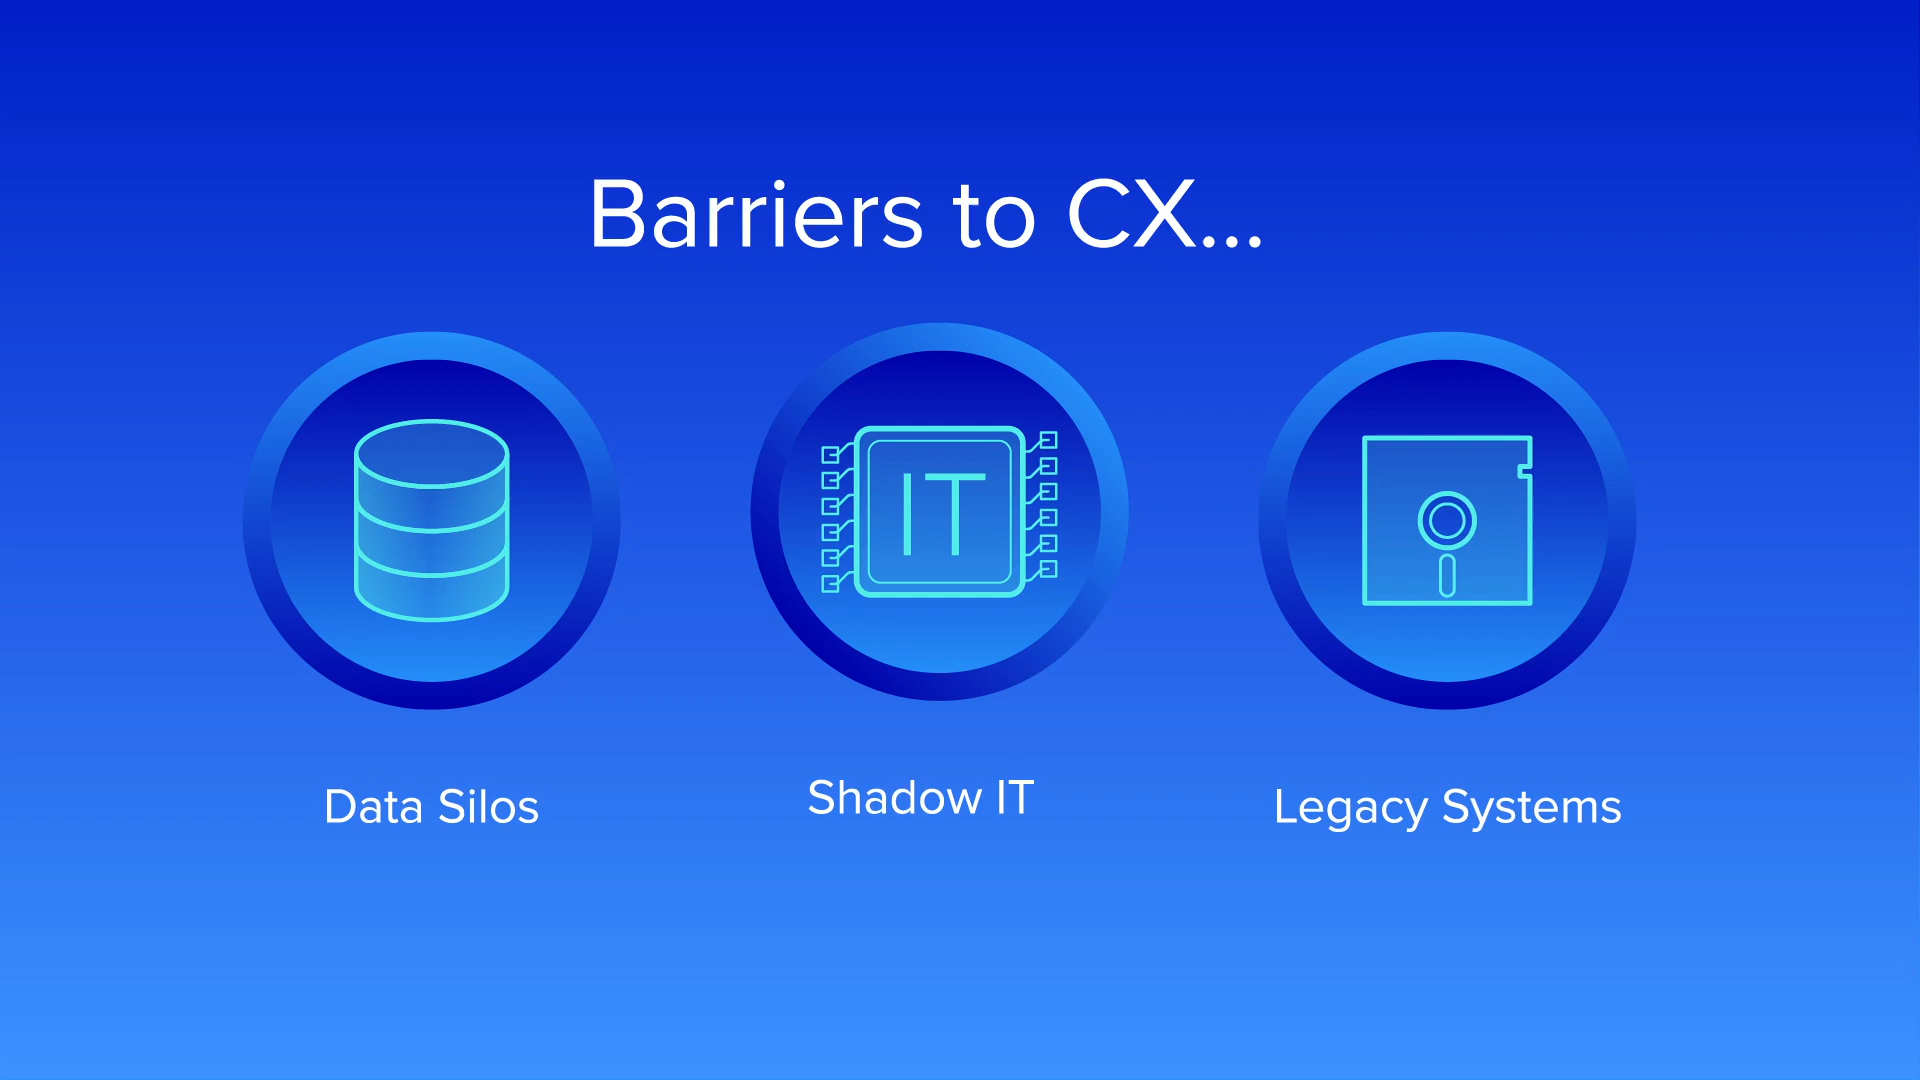 Barriers to CX...
IT
Data Silos
Shadow IT
Legacy Systems